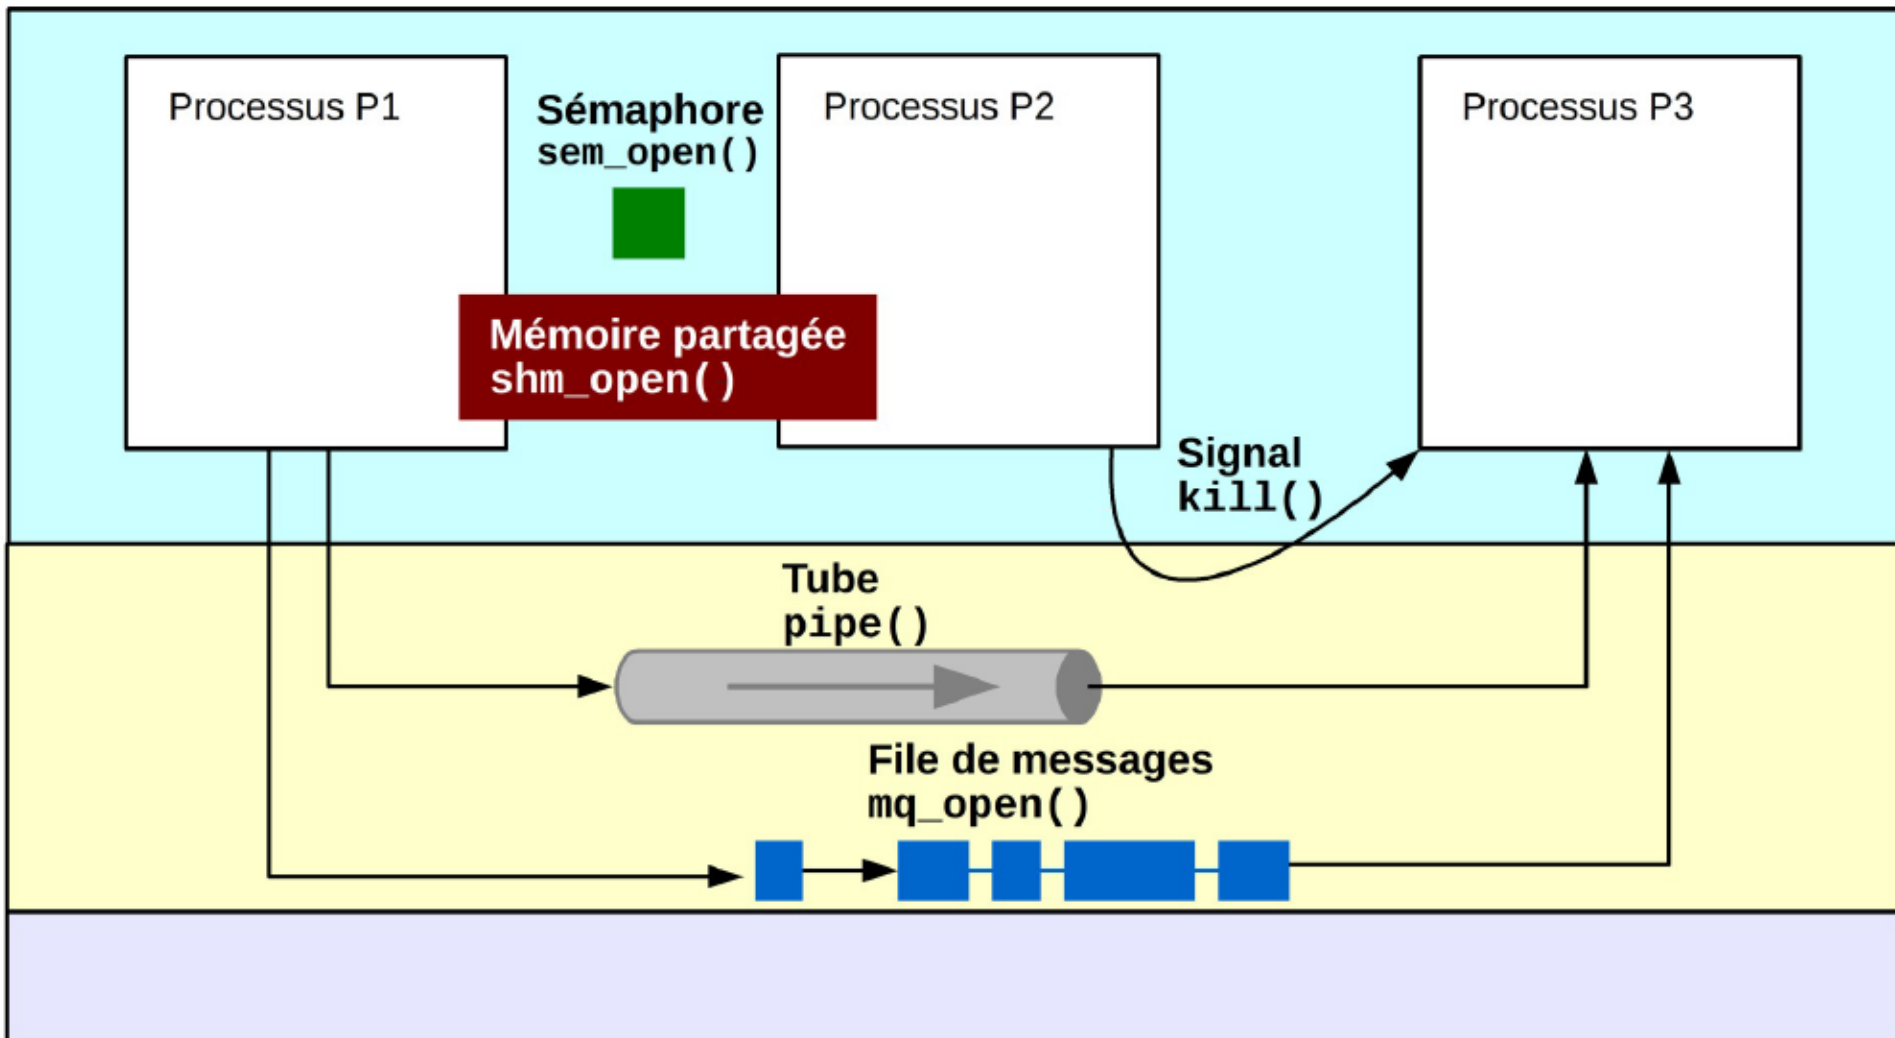 Processus P1
Sémaphore
sem_open()
Processus P2
Processus P3
Mémoire partagée
shm_open()
Signal
kill()
Tube
pipe()
File de messages
mq_open()